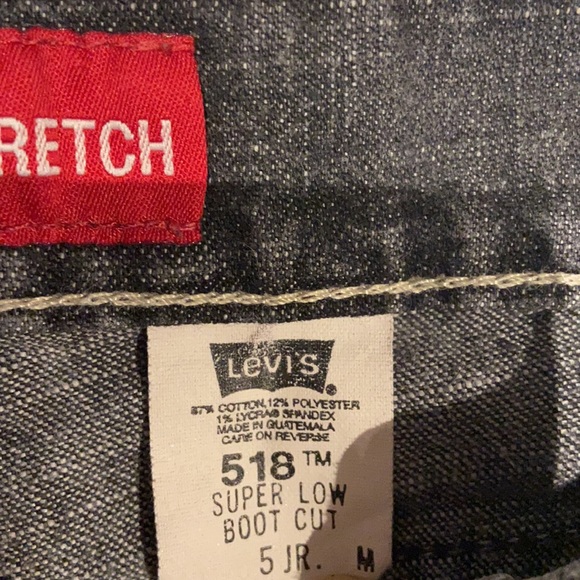 RETCH
Levi's
87% COTTON, 12% POLYESTER
1% LYCRA® SPANDEX
MADE IN GUATEMALA
CARE ON REVERSE
518™
SUPER LOW
BOOT CUT
5 JR. M